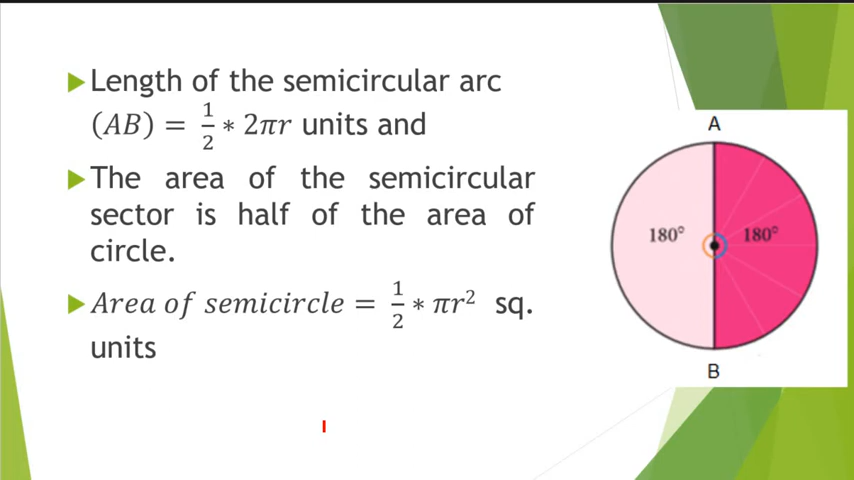 Length of the semicircular arc
(AB) = 1/2 * 2πr units and
The area of the semicircular
sector is half of the area of
circle.
Area of semicircle = 1/2 * πr² sq.
units
A
180° 180°
B